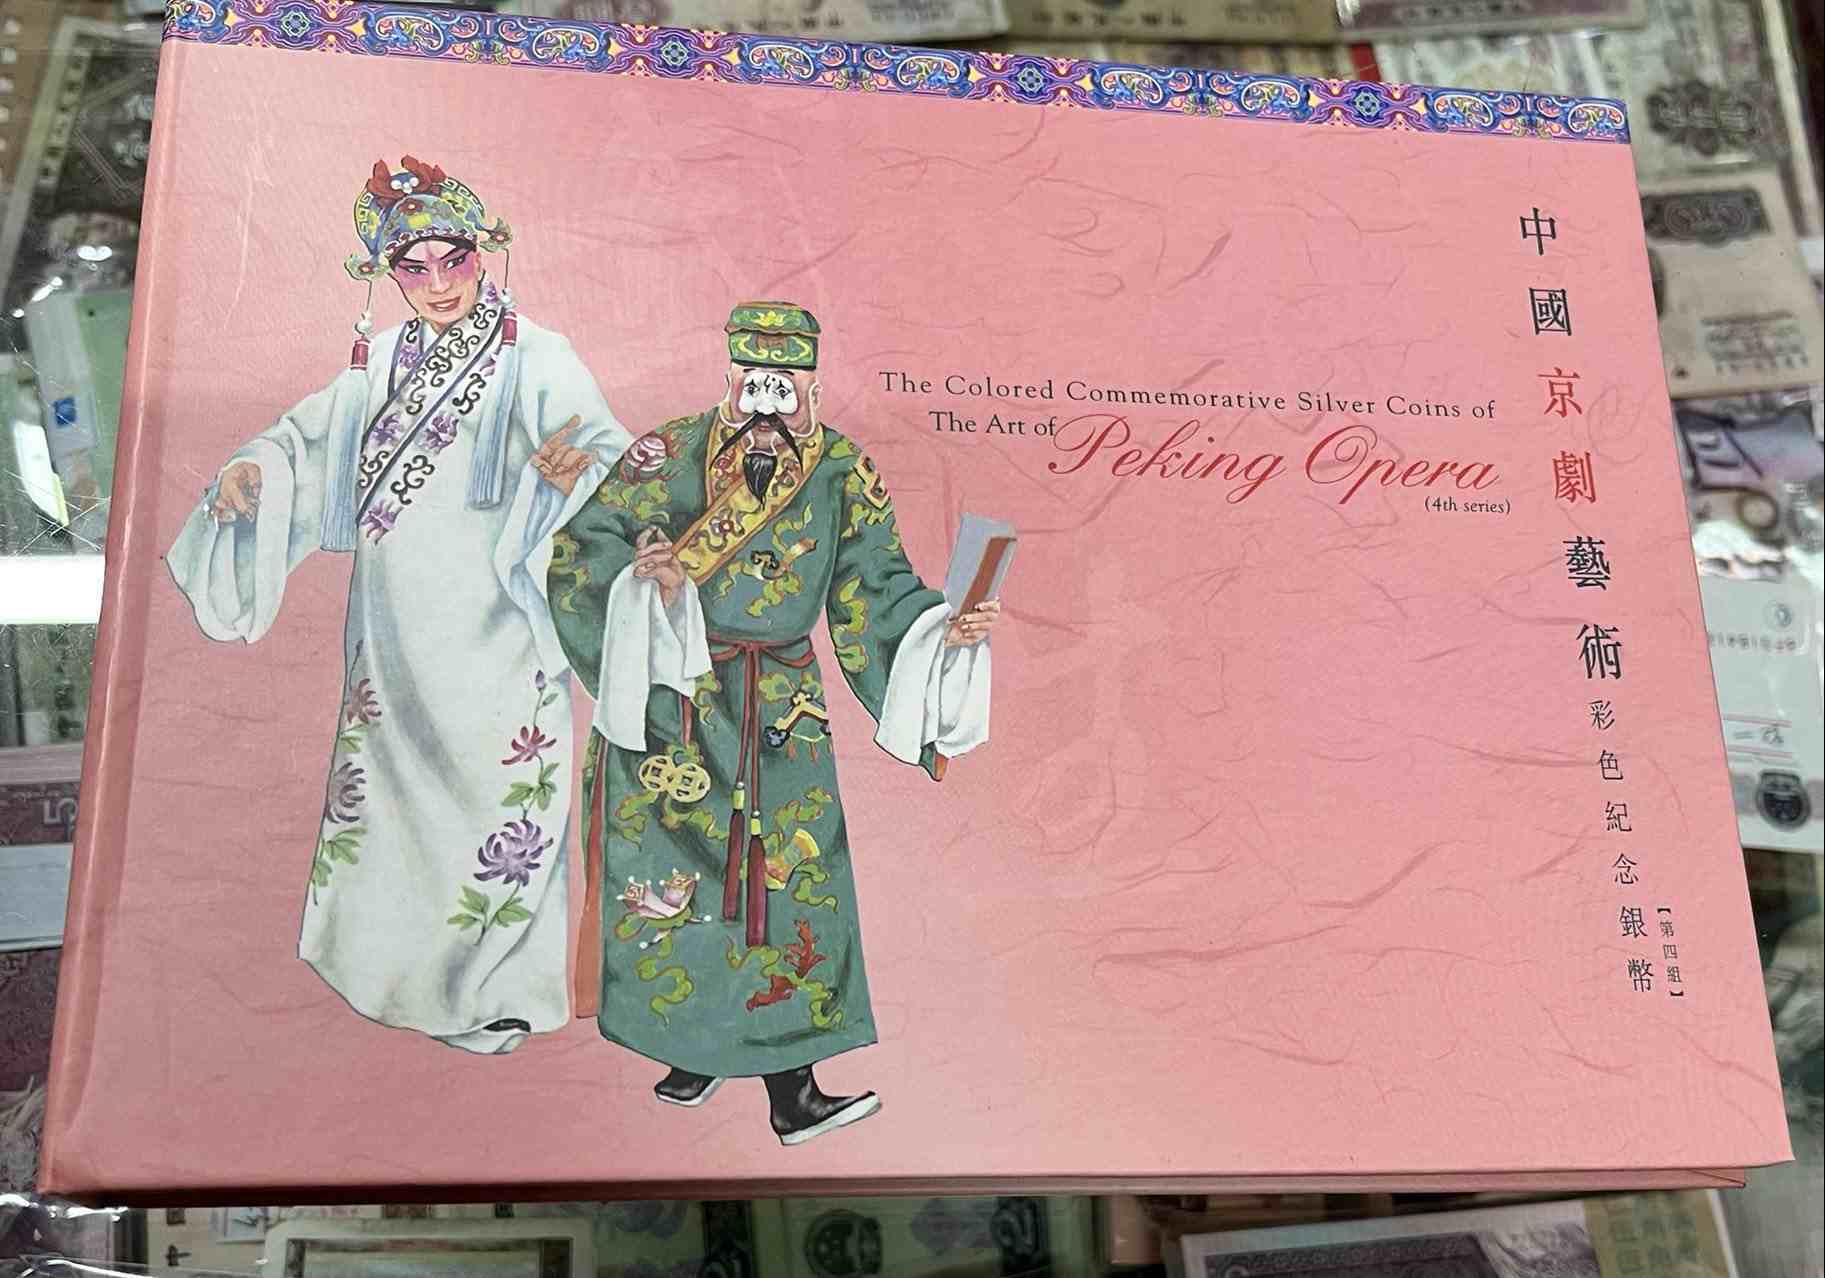 The Colored Commemorative Silver Coins of
The Art of Peking Opera
(4th series)
中國京劇藝術彩色紀念銀幣
【第四組】